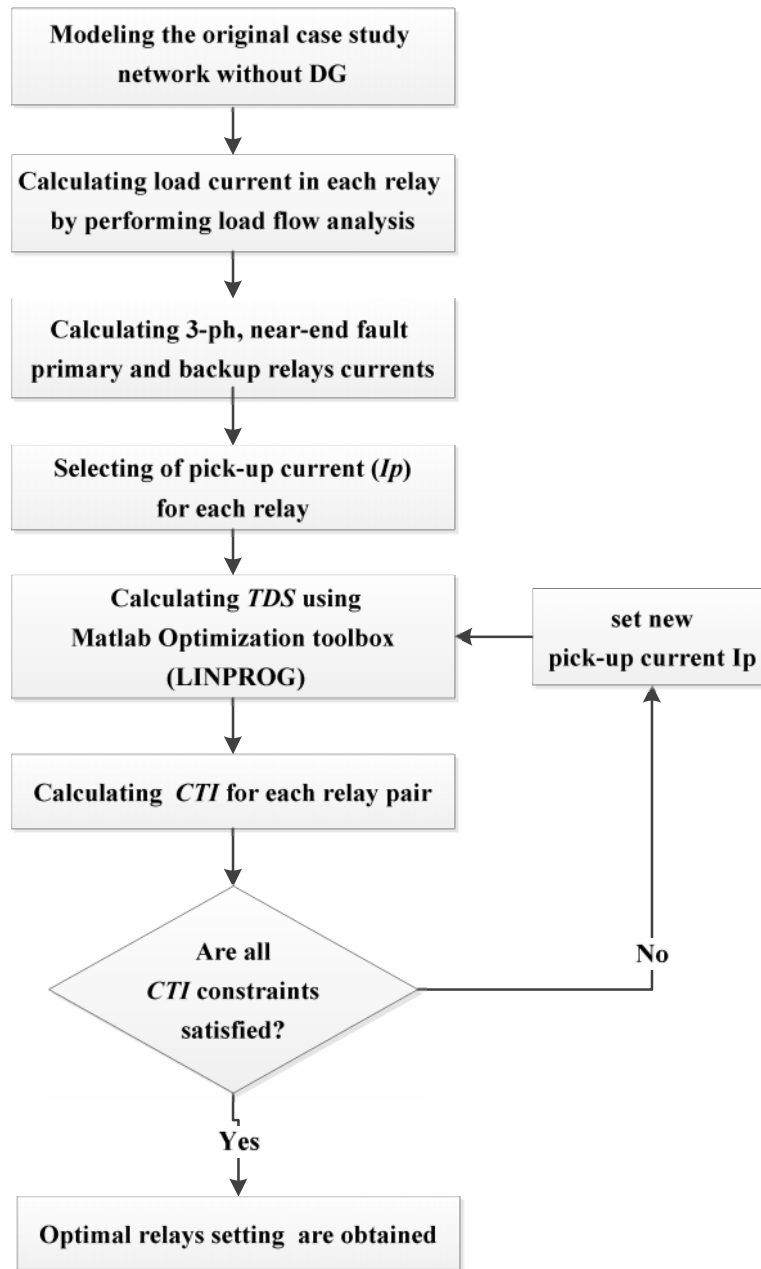 Modeling the original case study
network without DG
Calculating load current in each relay
by performing load flow analysis
Calculating 3-ph, near-end fault
primary and backup relays currents
Selecting of pick-up current (Ip)
for each relay
Calculating TDS using
Matlab Optimization toolbox
(LINPROG)
set new
pick-up current Ip
Calculating CTI for each relay pair
Are all
CTI constraints
satisfied?
No
Yes
Optimal relays setting are obtained